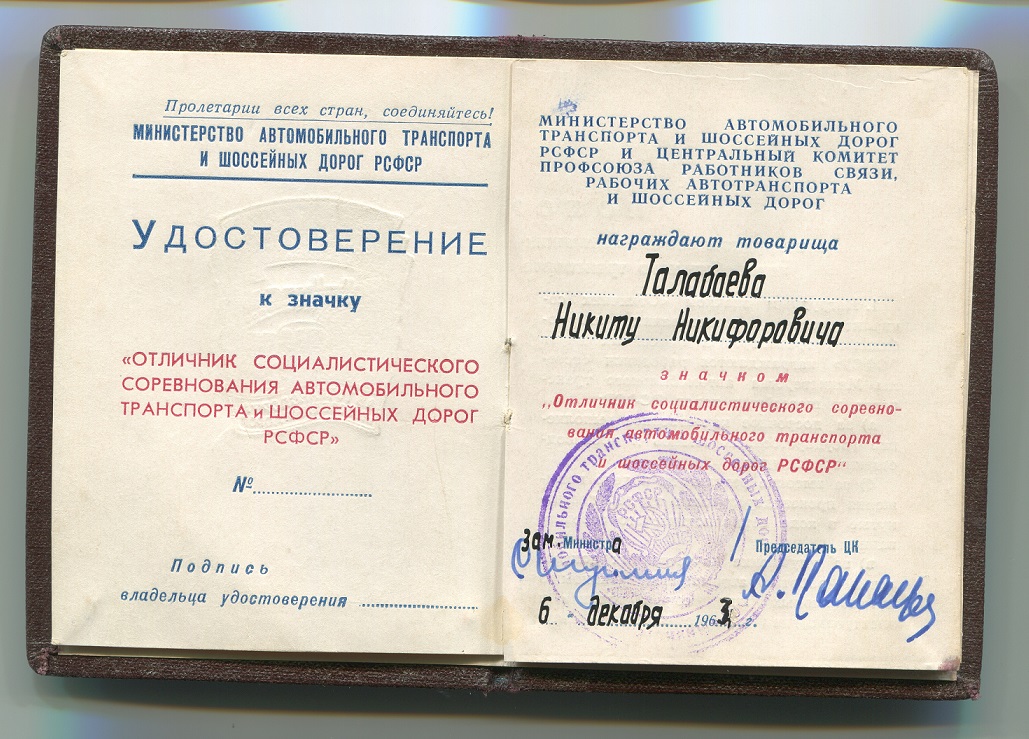 Пролетарии всех стран, соединяйтесь!
МИНИСТЕРСТВО АВТОМОБИЛЬНОГО ТРАНСПОРТА
И ШОССЕЙНЫХ ДОРОГ РСФСР
УДОСТОВЕРЕНИЕ
к значку
«ОТЛИЧНИК СОЦИАЛИСТИЧЕСКОГО
СОРЕВНОВАНИЯ АВТОМОБИЛЬНОГО
ТРАНСПОРТА и ШОССЕЙНЫХ ДОРОГ
РСФСР»
№
Подпись
владельца удостоверения
МИНИСТЕРСТВО АВТОМОБИЛЬНОГО
ТРАНСПОРТА И ШОССЕЙНЫХ ДОРОГ
РСФСР И ЦЕНТРАЛЬНЫЙ КОМИТЕТ
ПРОФСОЮЗА РАБОТНИКОВ СВЯЗИ,
РАБОЧИХ АВТОТРАНСПОРТА
И ШОССЕЙНЫХ ДОРОГ
награждают товарища
Талабаева
Никиту Никифоровича
значком
„Отличник социалистического соревно-
вания автомобильного транспорта
и шоссейных дорог РСФСР"
зам. Министра
Председатель ЦК
6 " декабря 1963 г.